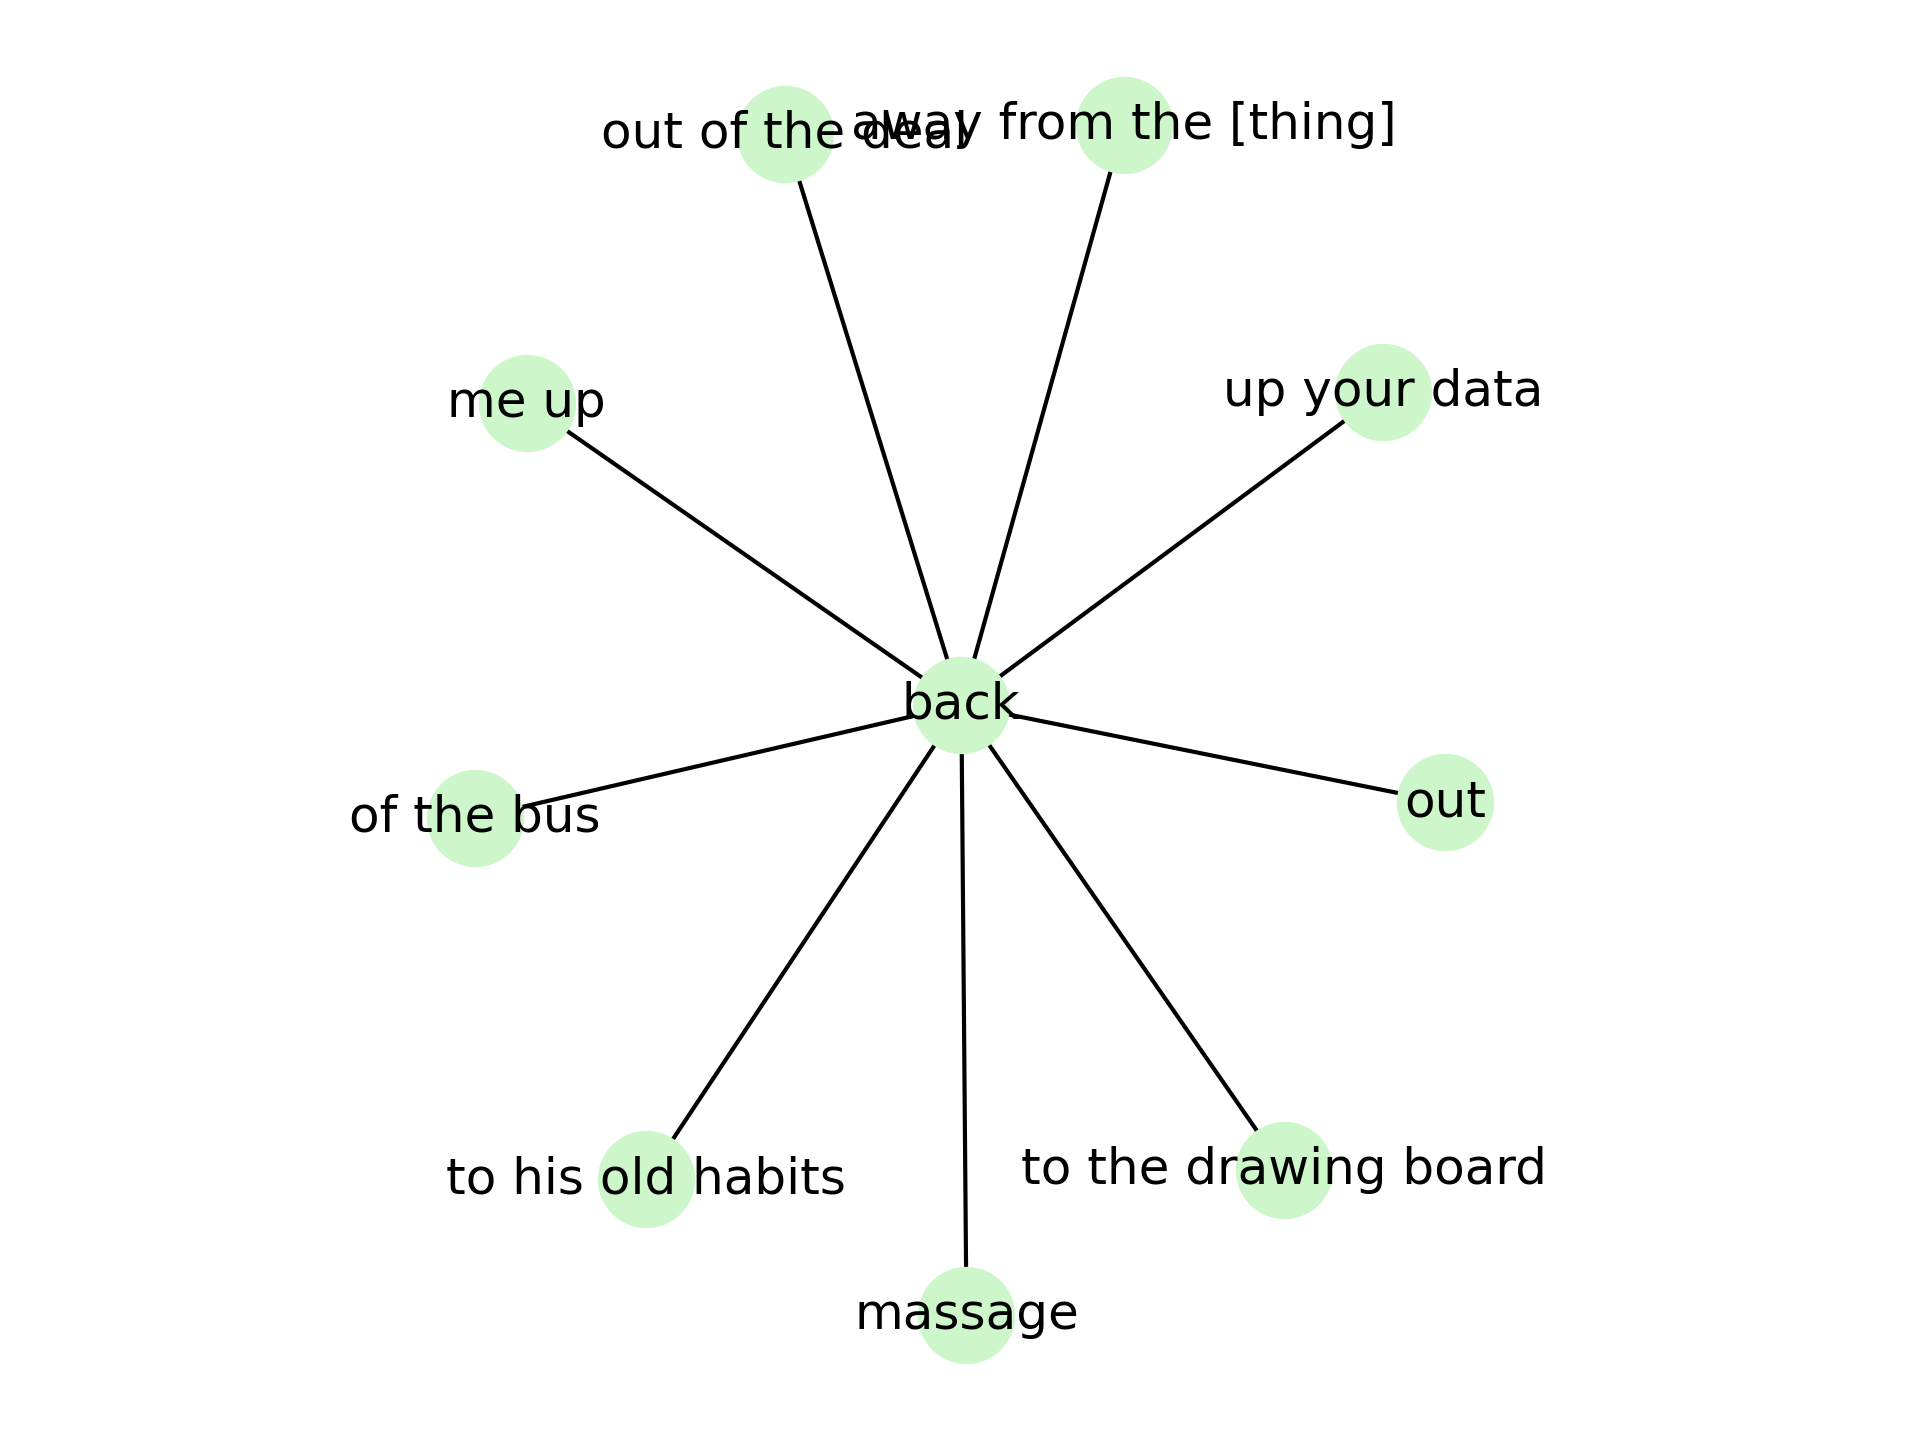 out of the deal
away from the [thing]
me up
up your data
back
of the bus
out
to his old habits
to the drawing board
massage